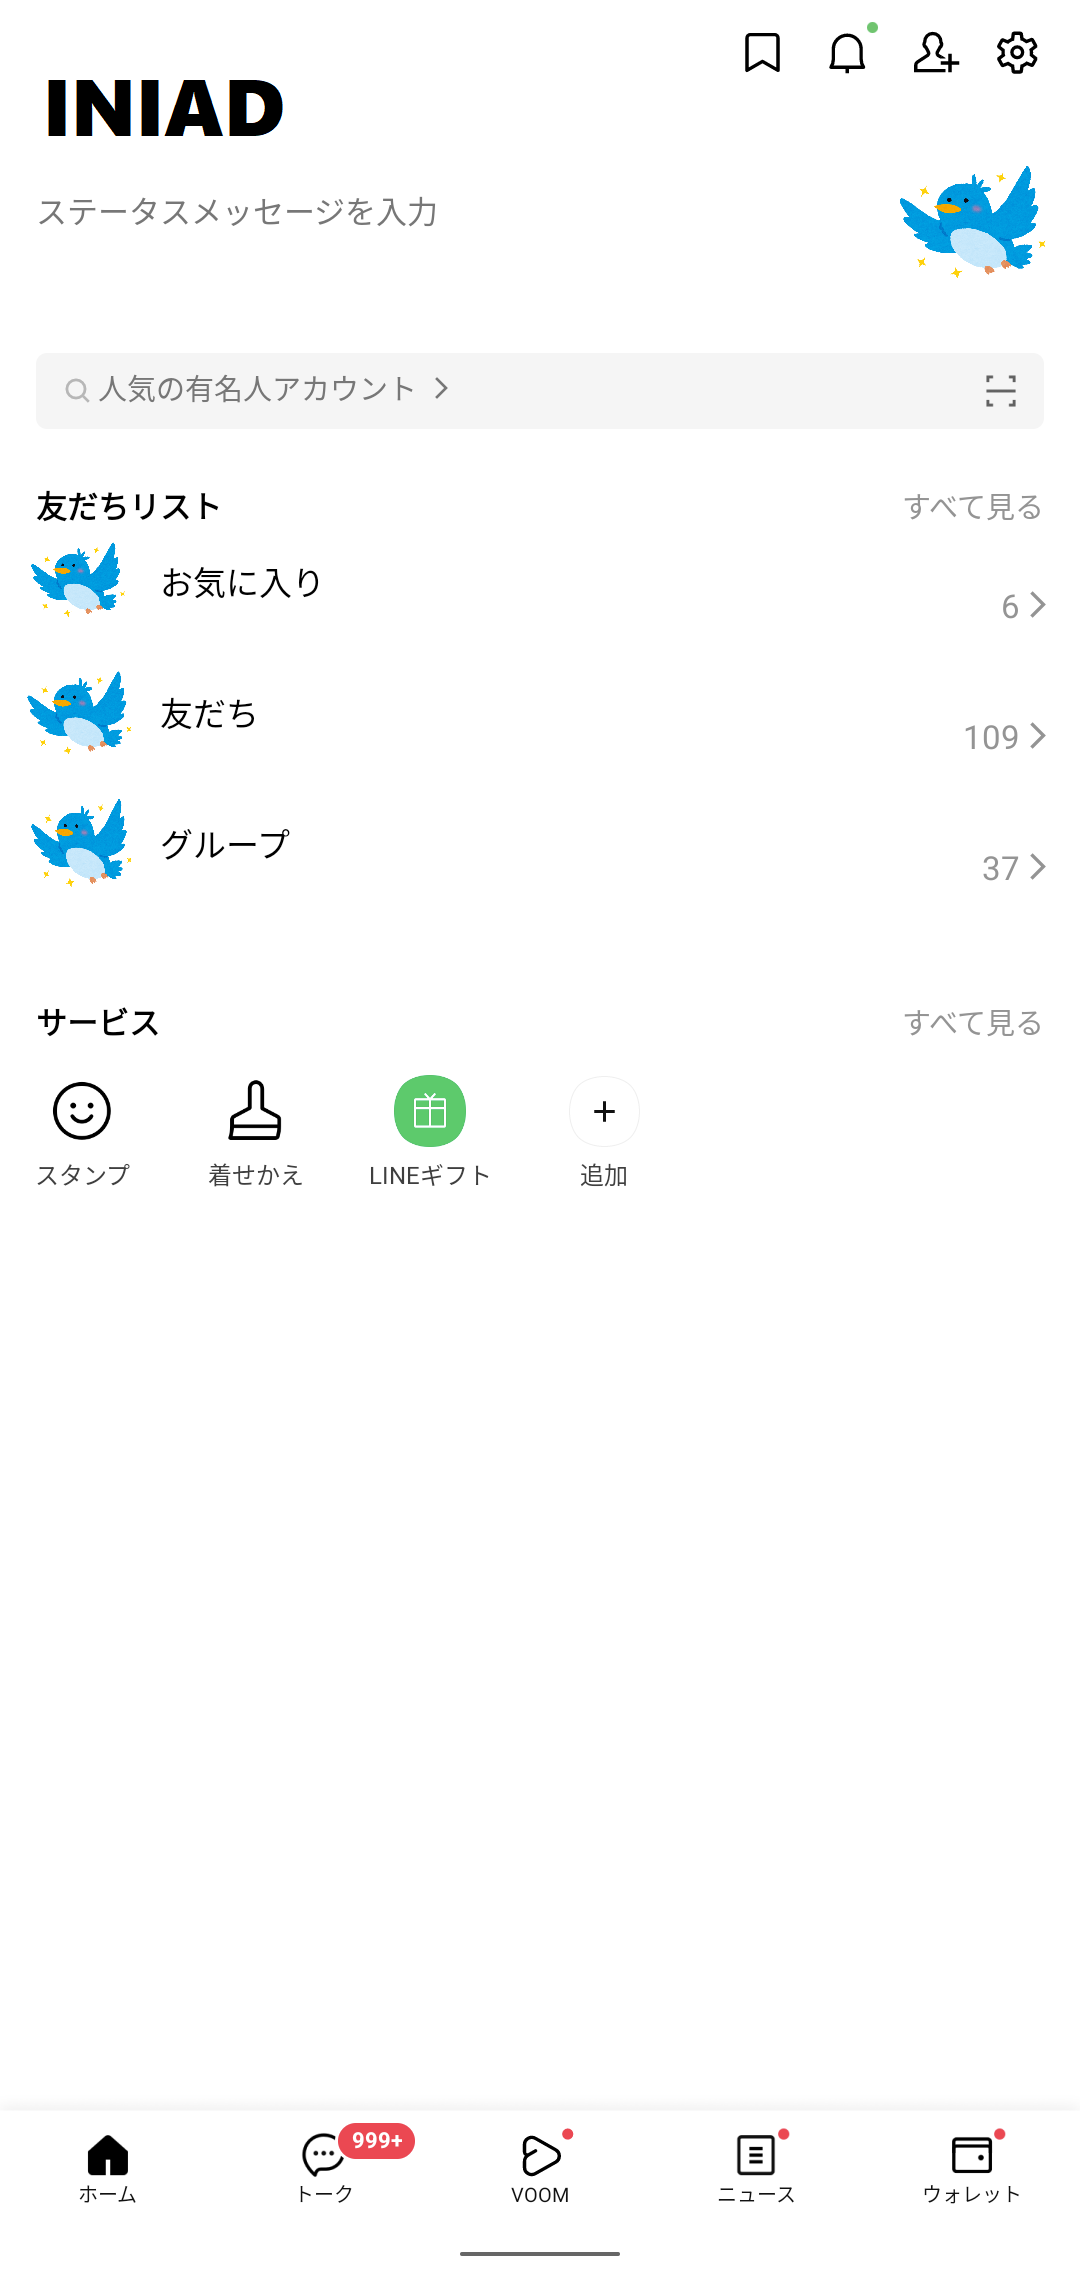 INIAD
ステータスメッセージを入力
人気の有名人アカウント
友だちリスト
すべて見る
お気に入り
6
友だち
109
グループ
37
サービス
すべて見る
スタンプ
着せかえ
LINEギフト
追加
999+
ホーム
トーク
VOOM
ニュース
ウォレット